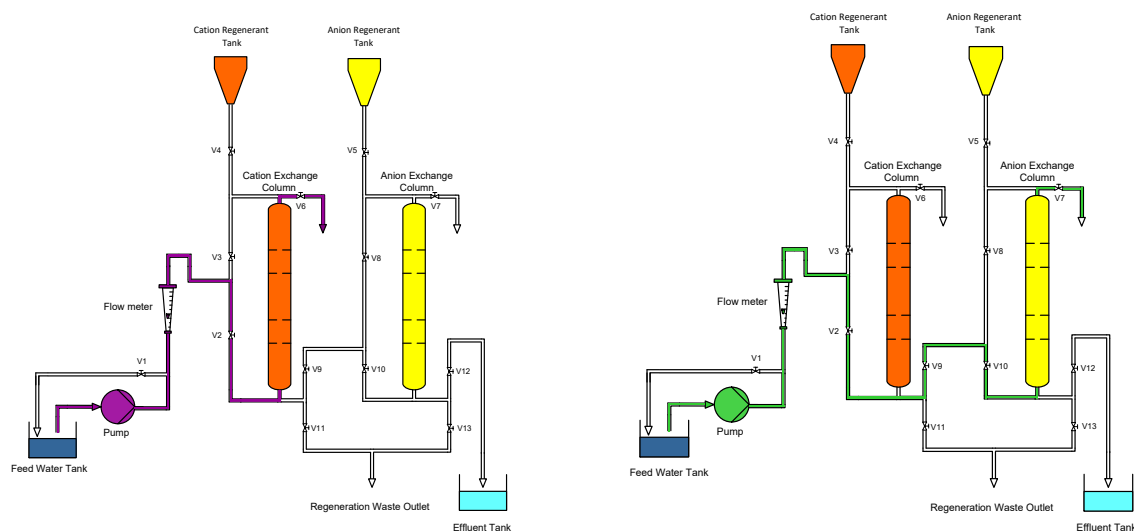 Cation Regenerant
Tank
Anion Regenerant
Tank
V4
V5
Cation Exchange
Column
Anion Exchange
Column
V6
V7
V3
V8
Flow meter
V2
V1
V9
V10
V12
Pump
V11
V13
Feed Water Tank
Regeneration Waste Outlet
Effluent Tank
Cation Regenerant
Tank
Anion Regenerant
Tank
V4
V5
Cation Exchange
Column
Anion Exchange
Column
V6
V7
V3
V8
Flow meter
V2
V1
V9
V10
V12
Pump
V11
V13
Feed Water Tank
Regeneration Waste Outlet
Effluent Tank